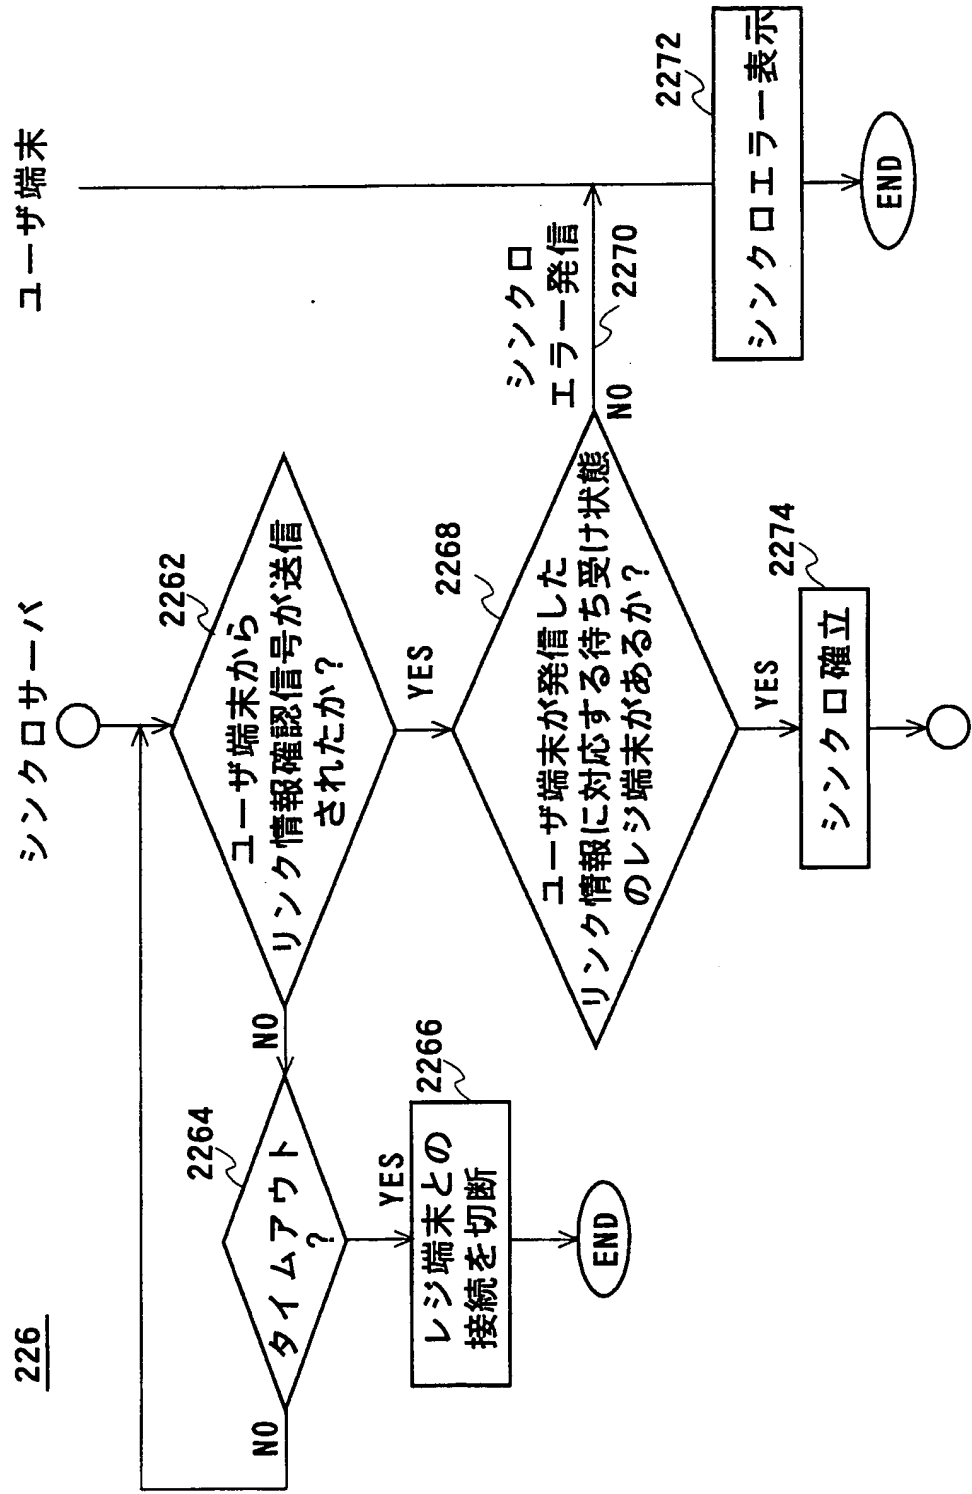 226
シンクロサーバ
ユーザ端末
2262
ユーザ端末から
リンク情報確認信号が送信
されたか？
NO
YES
2264
タイムアウト
？
NO
YES
2266
レジ端末との
接続を切断
END
2268
ユーザ端末が発信した
リンク情報に対応する待ち受け状態
のレジ端末があるか？
NO
シンクロ
エラー発信
2270
2272
シンクロエラー表示
END
YES
2274
シンクロ確立